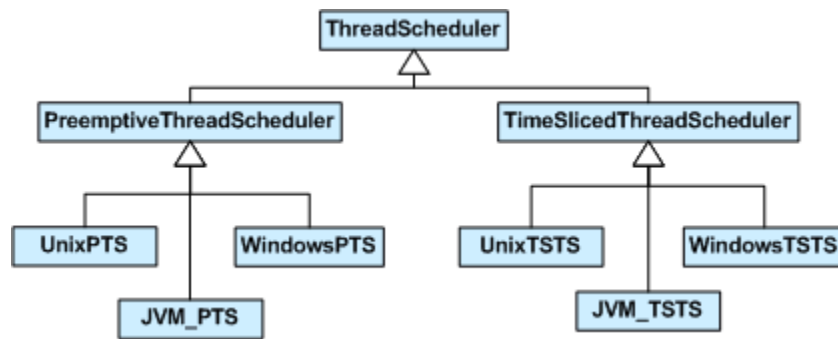 ThreadScheduler
PreemptiveThreadScheduler
TimeSlicedThreadScheduler
UnixPTS
WindowsPTS
UnixTSTS
WindowsTSTS
JVM_PTS
JVM_TSTS